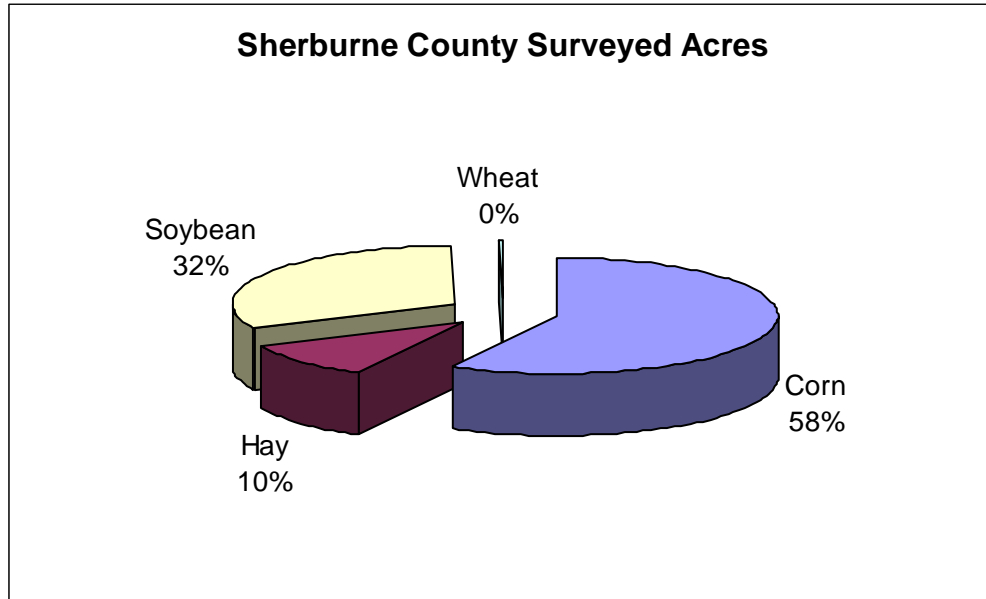 Sherburne County Surveyed Acres
Wheat
0%
Soybean
32%
Corn
58%
Hay
10%